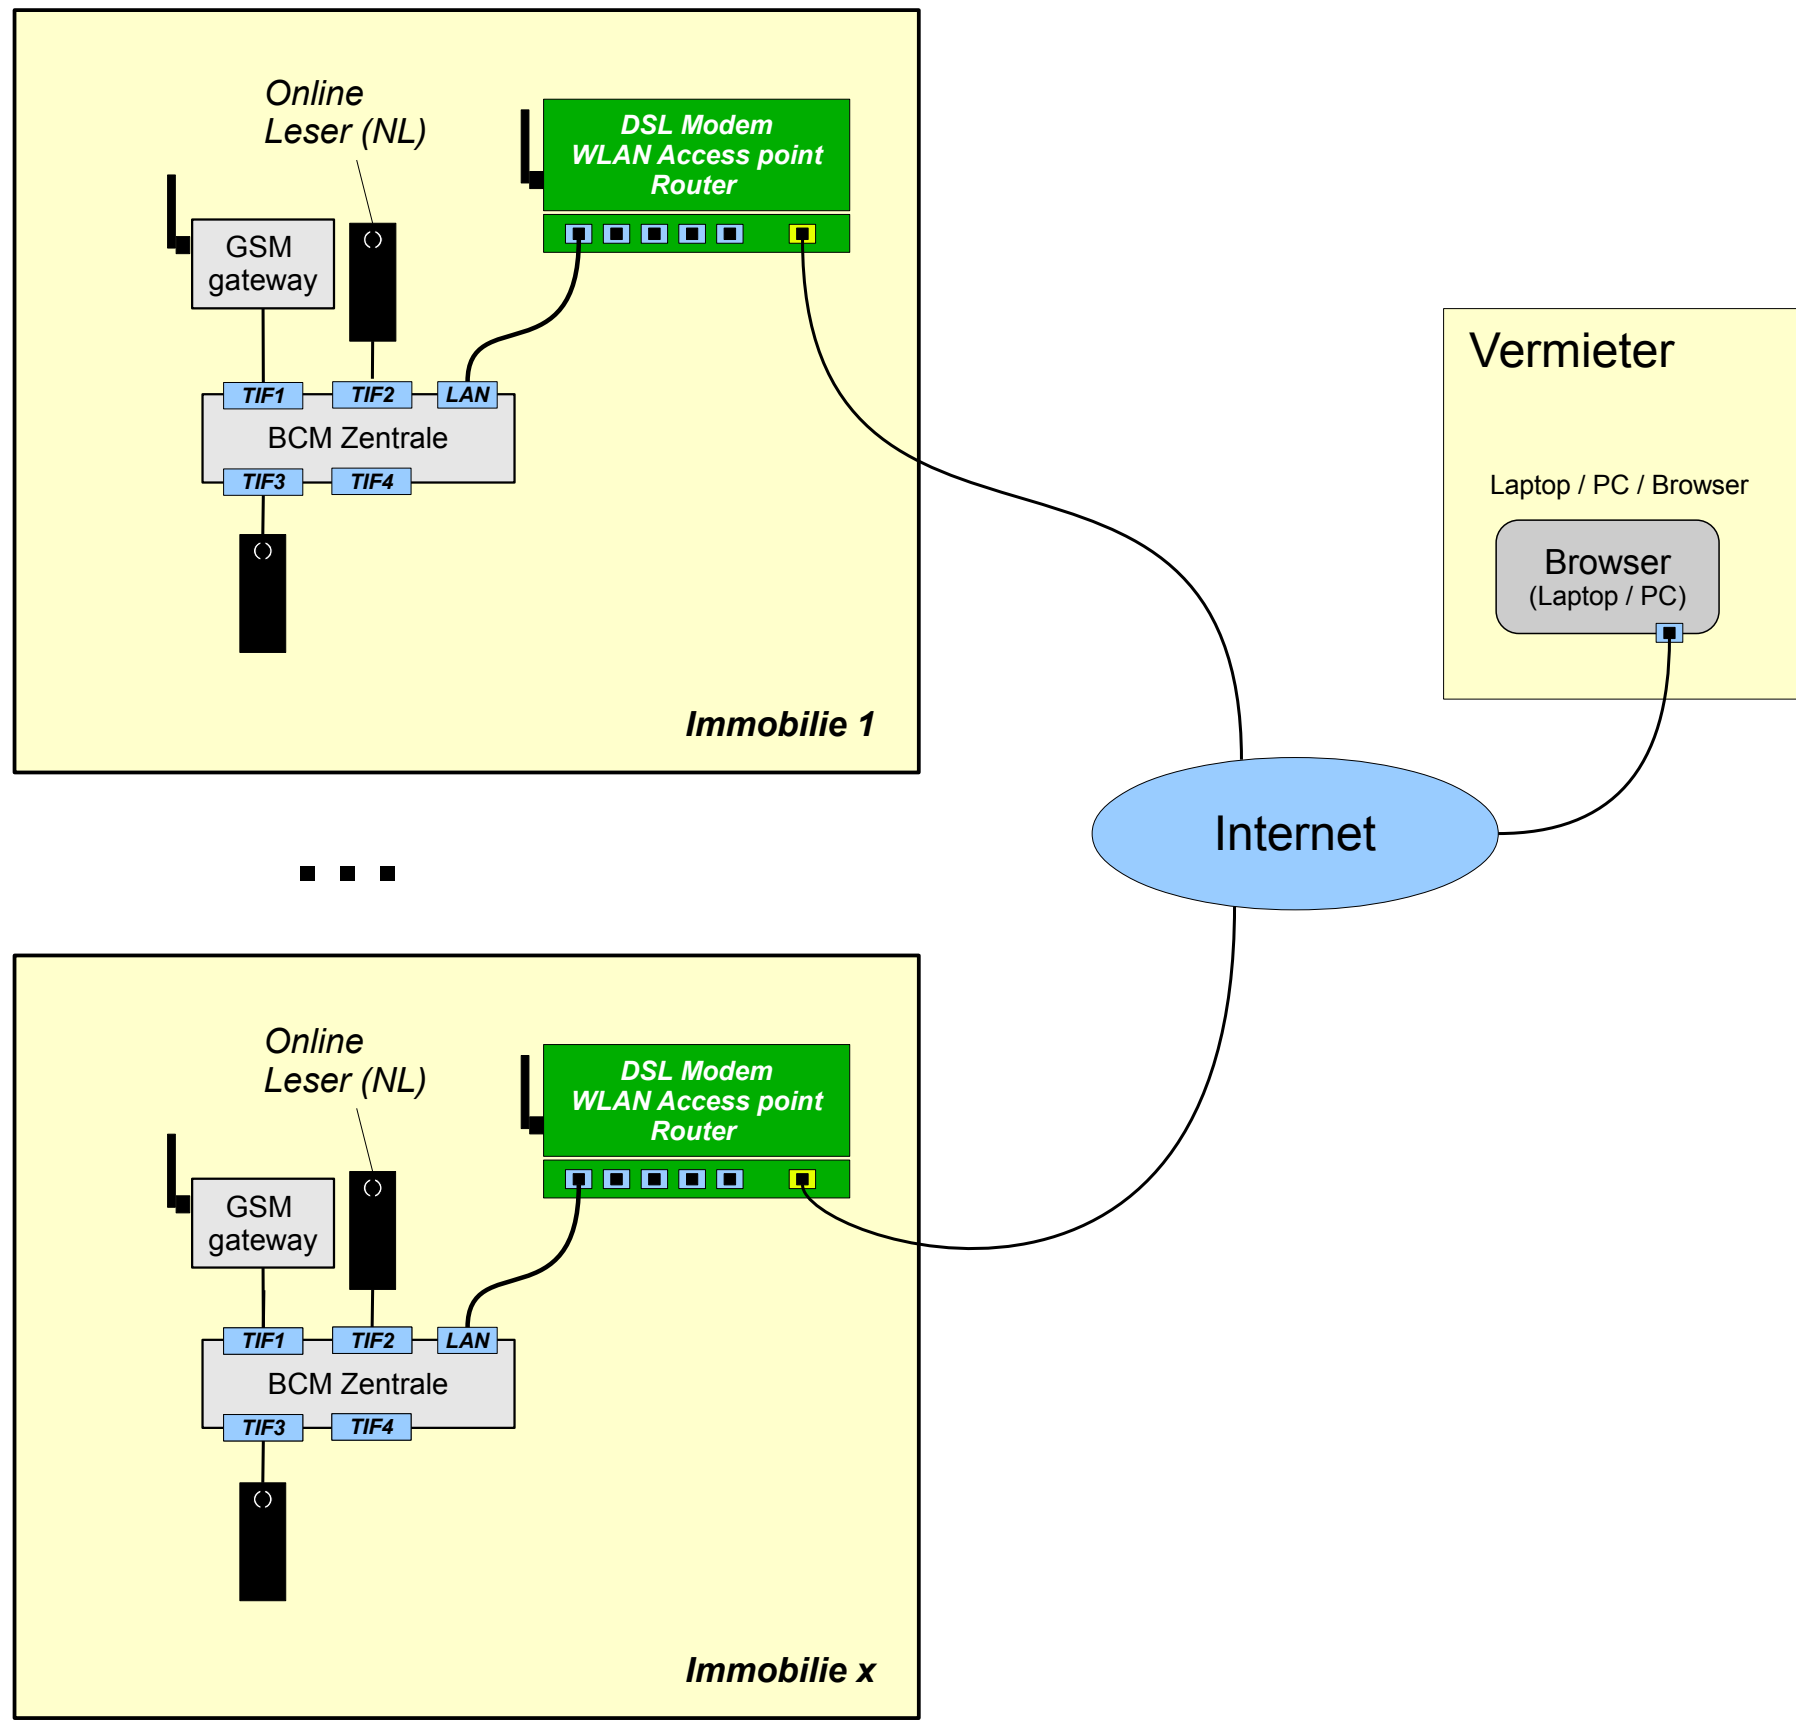 Online
Leser (NL)
DSL Modem
WLAN Access point
Router
GSM
gateway
TIF1
TIF2
LAN
BCM Zentrale
TIF3
TIF4
Immobilie 1
Vermieter
Laptop / PC / Browser
Browser
(Laptop / PC)
Internet
Online
Leser (NL)
DSL Modem
WLAN Access point
Router
GSM
gateway
TIF1
TIF2
LAN
BCM Zentrale
TIF3
TIF4
Immobilie x